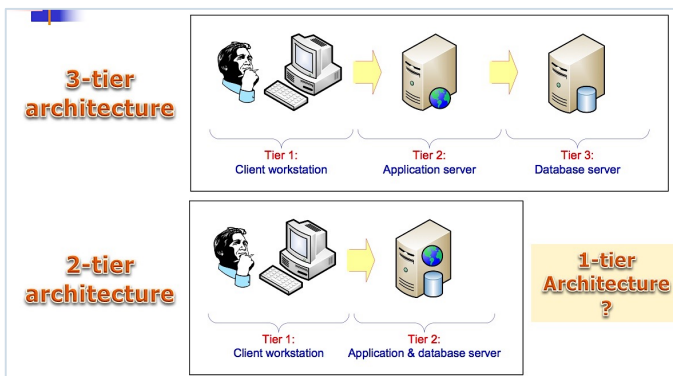 3-tier
architecture
Tier 1:
Client workstation
Tier 2:
Application server
Tier 3:
Database server
2-tier
architecture
Tier 1:
Client workstation
Tier 2:
Application & database server
1-tier
Architecture
?